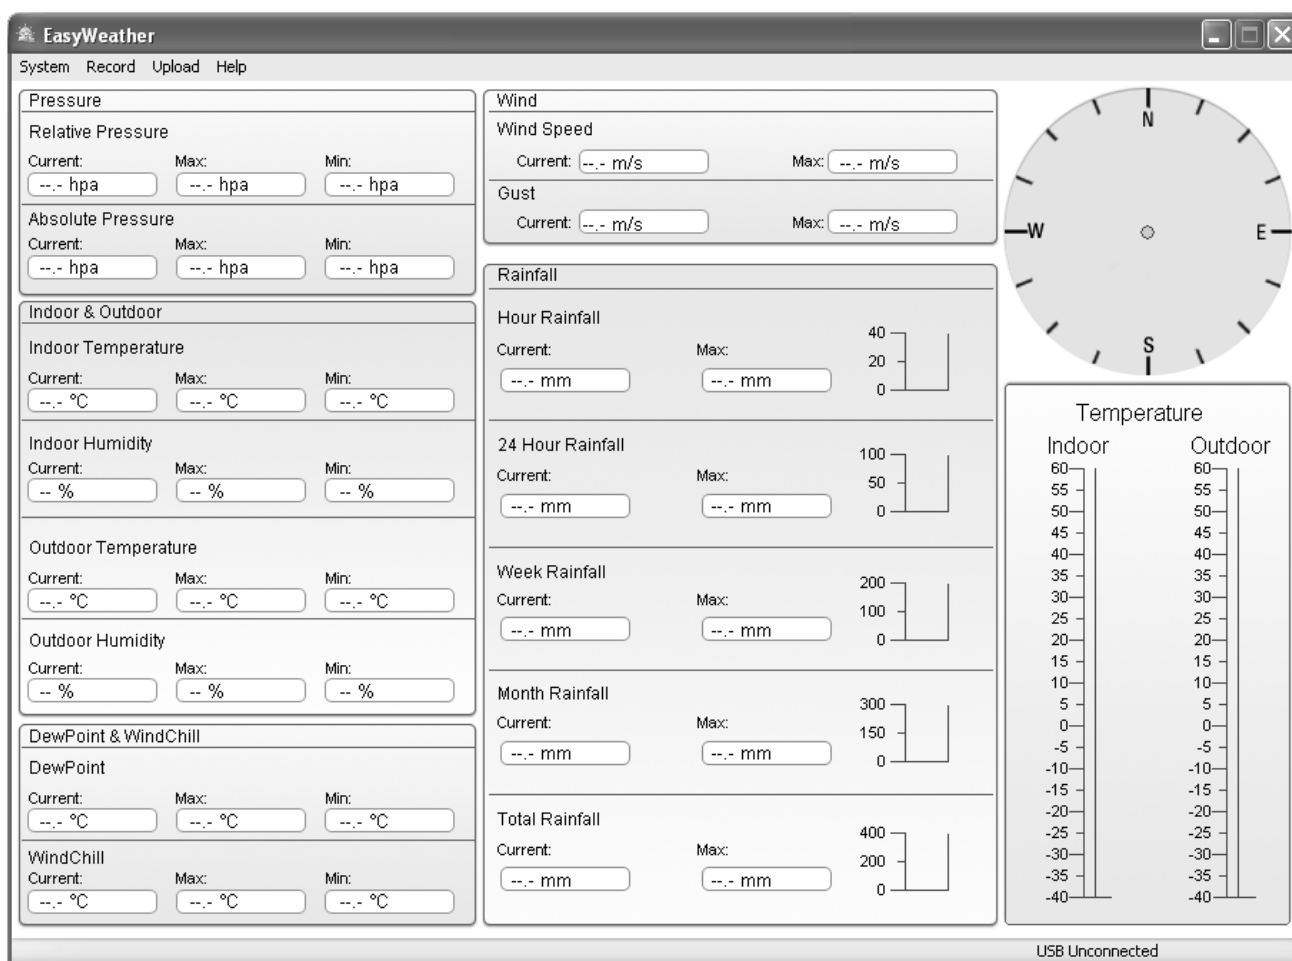 EasyWeather
System Record Upload Help
Pressure
Relative Pressure
Current: Max: Min:
--.- hpa --.- hpa --.- hpa
Absolute Pressure
Current: Max: Min:
--.- hpa --.- hpa --.- hpa
Indoor & Outdoor
Indoor Temperature
Current: Max: Min:
--.- °C --.- °C --.- °C
Indoor Humidity
Current: Max: Min:
-- % -- % -- %
Outdoor Temperature
Current: Max: Min:
--.- °C --.- °C --.- °C
Outdoor Humidity
Current: Max: Min:
-- % -- % -- %
DewPoint & WindChill
DewPoint
Current: Max: Min:
--.- °C --.- °C --.- °C
WindChill
Current: Max: Min:
--.- °C --.- °C --.- °C
Wind
Wind Speed
Current: --.- m/s Max: --.- m/s
Gust
Current: --.- m/s Max: --.- m/s
Rainfall
Hour Rainfall
Current: Max:
--.- mm --.- mm
40
20
0
24 Hour Rainfall
Current: Max:
--.- mm --.- mm
100
50
0
Week Rainfall
Current: Max:
--.- mm --.- mm
200
100
0
Month Rainfall
Current: Max:
--.- mm --.- mm
300
150
0
Total Rainfall
Current: Max:
--.- mm --.- mm
400
200
0
N
W E
S
Temperature
Indoor Outdoor
60 60
55 55
50 50
45 45
40 40
35 35
30 30
25 25
20 20
15 15
10 10
5 5
0 0
-5 -5
-10 -10
-15 -15
-20 -20
-25 -25
-30 -30
-35 -35
-40 -40
USB Unconnected